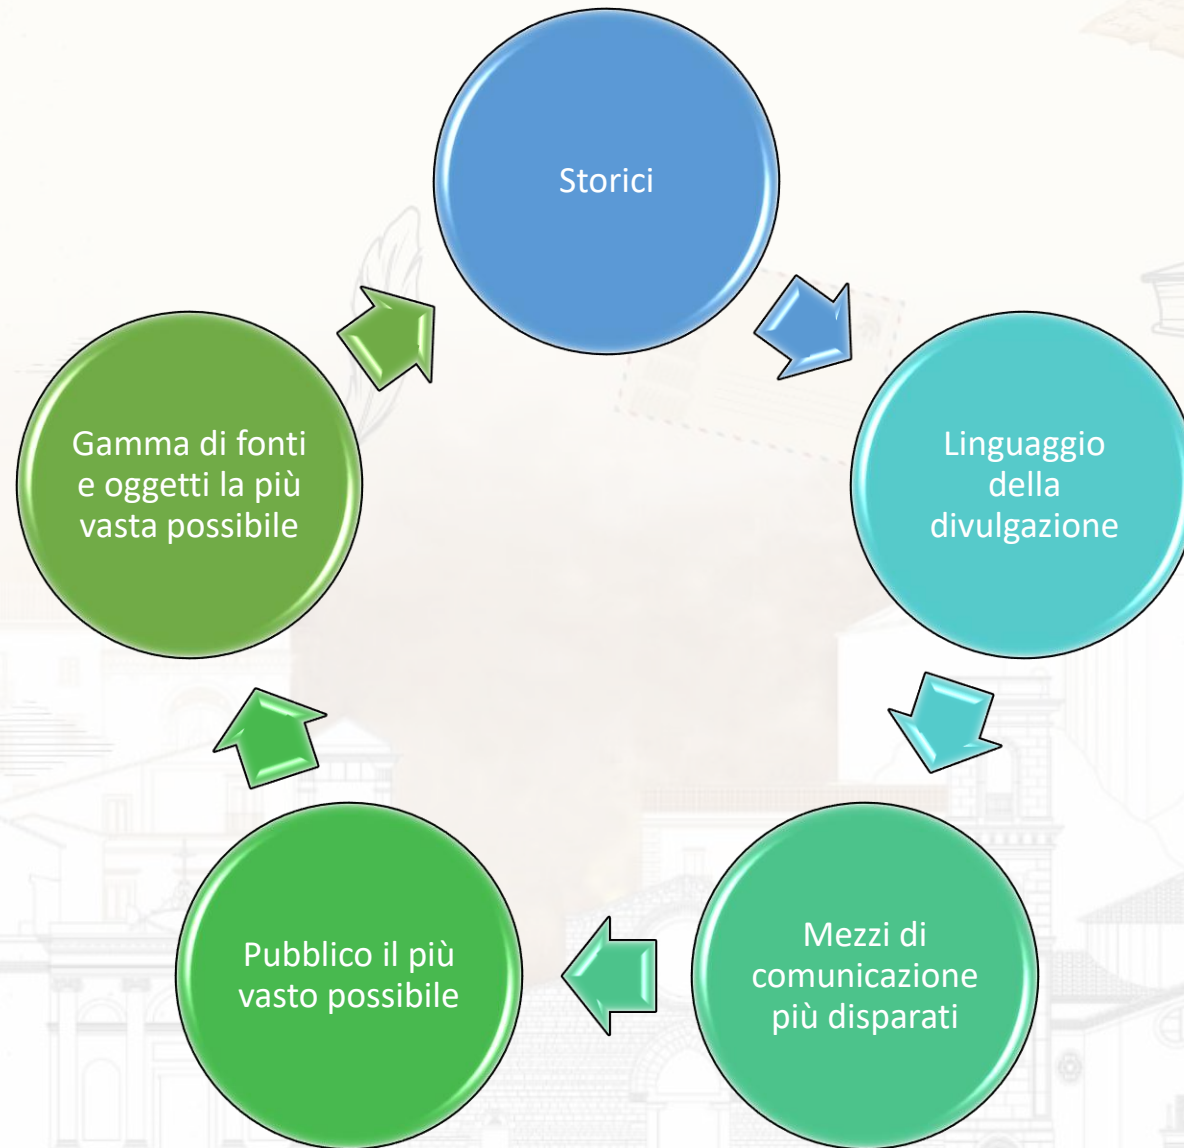 Storici
Linguaggio
della
divulgazione
Mezzi di
comunicazione
più disparati
Pubblico il più
vasto possibile
Gamma di fonti
e oggetti la più
vasta possibile